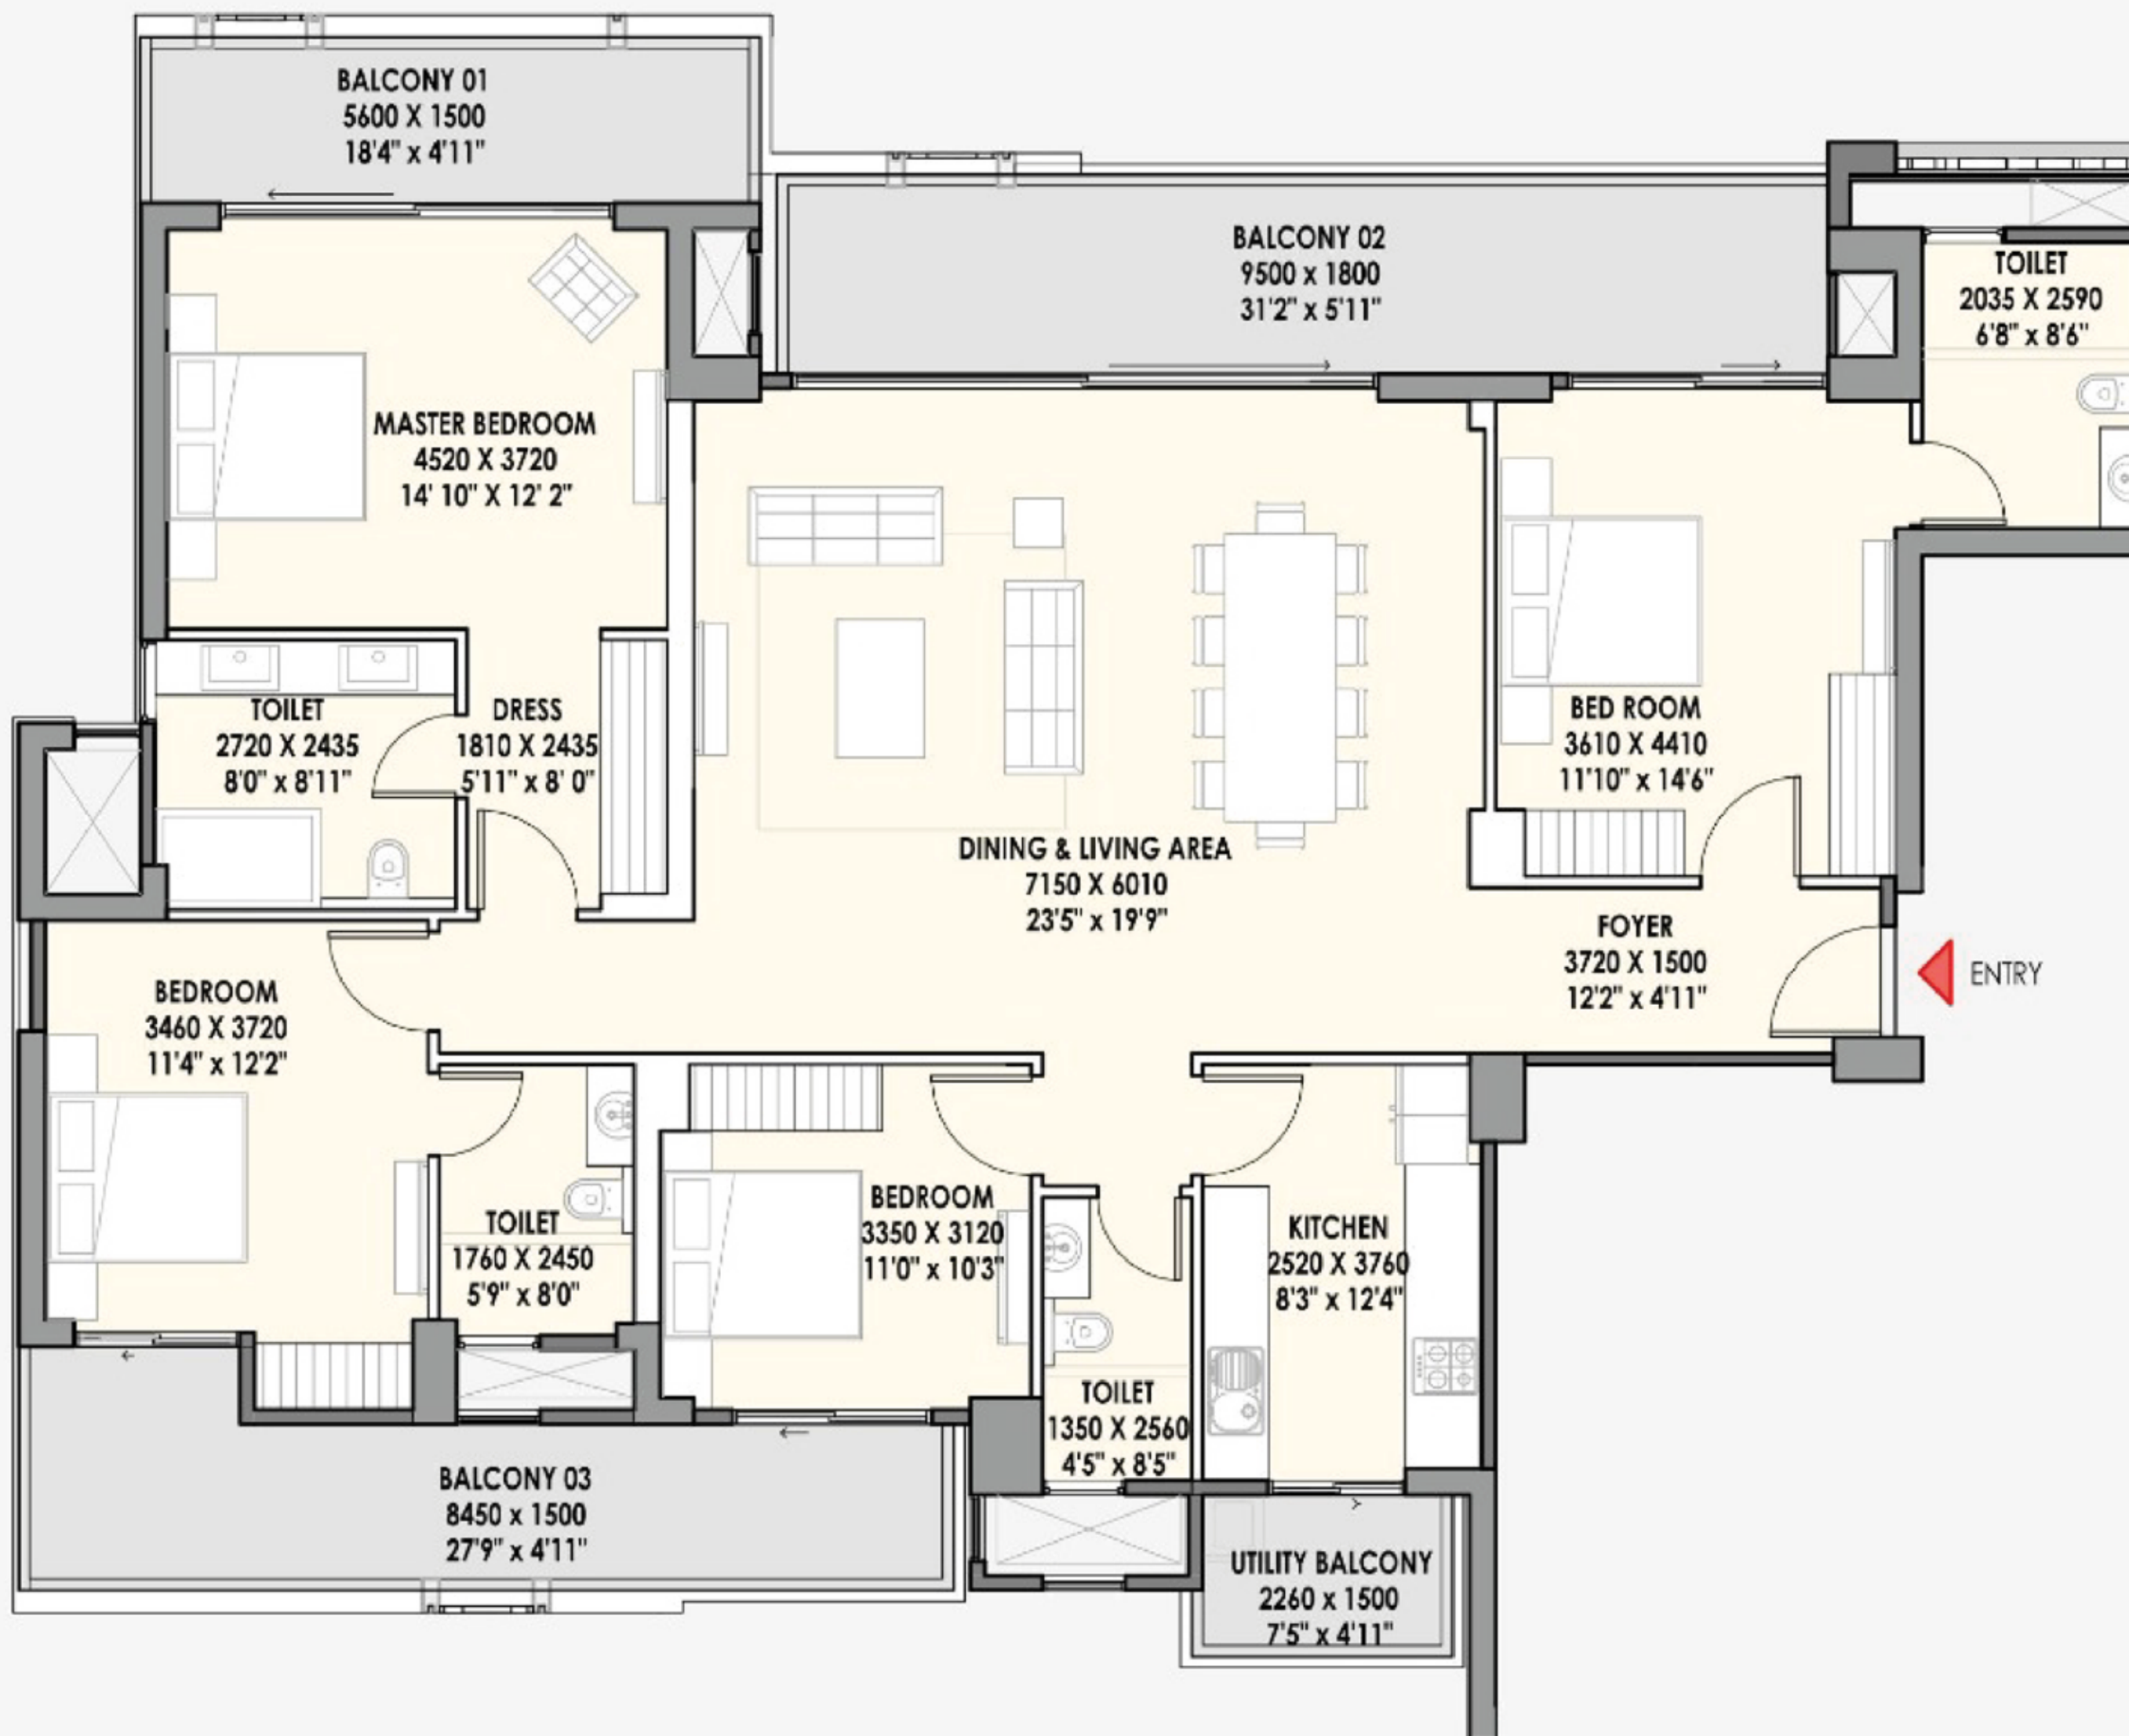 BALCONY 01
5600 X 1500
18'4" x 4'11"
BALCONY 02
9500 x 1800
31'2" x 5'11"
TOILET
2035 X 2590
6'8" x 8'6"
MASTER BEDROOM
4520 X 3720
14' 10" X 12' 2"
TOILET
2720 X 2435
8'0" x 8'11"
DRESS
1810 X 2435
5'11" x 8' 0"
BED ROOM
3610 X 4410
11'10" x 14'6"
DINING & LIVING AREA
7150 X 6010
23'5" x 19'9"
FOYER
3720 X 1500
12'2" x 4'11"
ENTRY
BEDROOM
3460 X 3720
11'4" x 12'2"
TOILET
1760 X 2450
5'9" x 8'0"
BEDROOM
3350 X 3120
11'0" x 10'3"
KITCHEN
2520 X 3760
8'3" x 12'4"
TOILET
1350 X 2560
4'5" x 8'5"
BALCONY 03
8450 x 1500
27'9" x 4'11"
UTILITY BALCONY
2260 x 1500
7'5" x 4'11"